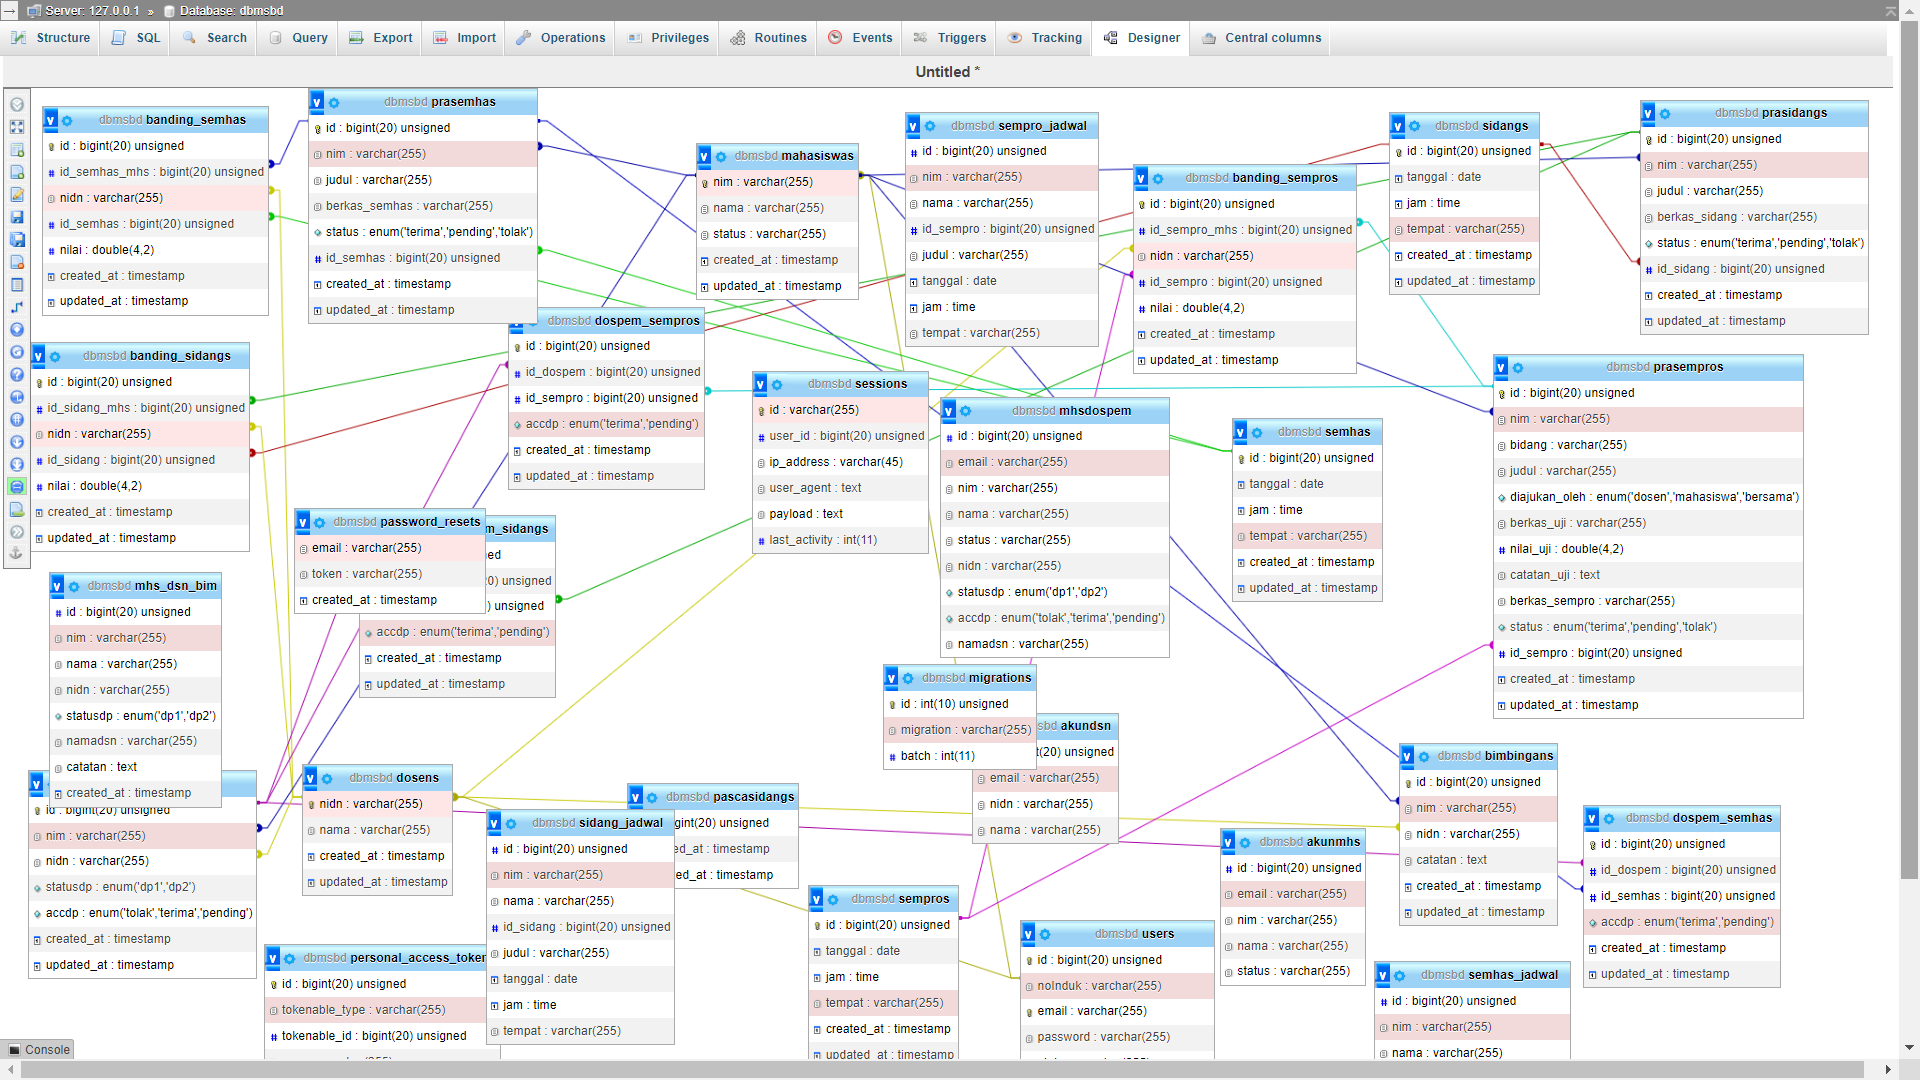 Server: 127.0.0.1 » Database: dbmsbd
Structure SQL Search Query Export Import Operations Privileges Routines Events Triggers Tracking Designer Central columns
Untitled *
dbmsbd banding_semhas
id : bigint(20) unsigned
id_semhas_mhs : bigint(20) unsigned
nidn : varchar(255)
id_semhas : bigint(20) unsigned
nilai : double(4,2)
created_at : timestamp
updated_at : timestamp
dbmsbd prasemhas
id : bigint(20) unsigned
nim : varchar(255)
judul : varchar(255)
berkas_semhas : varchar(255)
status : enum('terima','pending','tolak')
id_semhas : bigint(20) unsigned
created_at : timestamp
updated_at : timestamp
dbmsbd mahasiswas
nim : varchar(255)
nama : varchar(255)
status : varchar(255)
created_at : timestamp
updated_at : timestamp
dbmsbd sempro_jadwal
id : bigint(20) unsigned
nim : varchar(255)
nama : varchar(255)
id_sempro : bigint(20) unsigned
judul : varchar(255)
tanggal : date
jam : time
tempat : varchar(255)
dbmsbd banding_sempros
id : bigint(20) unsigned
id_sempro_mhs : bigint(20) unsigned
nidn : varchar(255)
id_sempro : bigint(20) unsigned
nilai : double(4,2)
created_at : timestamp
updated_at : timestamp
dbmsbd sidangs
id : bigint(20) unsigned
tanggal : date
jam : time
tempat : varchar(255)
created_at : timestamp
updated_at : timestamp
dbmsbd prasidangs
id : bigint(20) unsigned
nim : varchar(255)
judul : varchar(255)
berkas_sidang : varchar(255)
status : enum('terima','pending','tolak')
id_sidang : bigint(20) unsigned
created_at : timestamp
updated_at : timestamp
dbmsbd banding_sidangs
id : bigint(20) unsigned
id_sidang_mhs : bigint(20) unsigned
nidn : varchar(255)
id_sidang : bigint(20) unsigned
nilai : double(4,2)
created_at : timestamp
updated_at : timestamp
dbmsbd dospem_sempros
id : bigint(20) unsigned
id_dospem : bigint(20) unsigned
id_sempro : bigint(20) unsigned
accdp : enum('terima','pending')
created_at : timestamp
updated_at : timestamp
dbmsbd sessions
id : varchar(255)
user_id : bigint(20) unsigned
ip_address : varchar(45)
user_agent : text
payload : text
last_activity : int(11)
dbmsbd mhsdospem
id : bigint(20) unsigned
email : varchar(255)
nim : varchar(255)
nama : varchar(255)
status : varchar(255)
nidn : varchar(255)
statusdp : enum('dp1','dp2')
accdp : enum('tolak','terima','pending')
namadsn : varchar(255)
dbmsbd semhas
id : bigint(20) unsigned
tanggal : date
jam : time
tempat : varchar(255)
created_at : timestamp
updated_at : timestamp
dbmsbd prasempros
id : bigint(20) unsigned
nim : varchar(255)
bidang : varchar(255)
judul : varchar(255)
diajukan_oleh : enum('dosen','mahasiswa','bersama')
berkas_uji : varchar(255)
nilai_uji : double(4,2)
catatan_uji : text
berkas_sempro : varchar(255)
status : enum('terima','pending','tolak')
id_sempro : bigint(20) unsigned
created_at : timestamp
updated_at : timestamp
dbmsbd password_resets
email : varchar(255)
token : varchar(255)
created_at : timestamp
m_sidangs
ned
0) unsigned
) unsigned
accdp : enum('terima','pending')
created_at : timestamp
updated_at : timestamp
dbmsbd mhs_dsn_bim
id : bigint(20) unsigned
nim : varchar(255)
nama : varchar(255)
nidn : varchar(255)
statusdp : enum('dp1','dp2')
namadsn : varchar(255)
catatan : text
created_at : timestamp
id : bigint(20) unsigned
nim : varchar(255)
nidn : varchar(255)
statusdp : enum('dp1','dp2')
accdp : enum('tolak','terima','pending')
created_at : timestamp
updated_at : timestamp
dbmsbd dosens
nidn : varchar(255)
nama : varchar(255)
created_at : timestamp
updated_at : timestamp
dbmsbd migrations
id : int(10) unsigned
migration : varchar(255)
batch : int(11)
sbd akundsn
t(20) unsigned
email : varchar(255)
nidn : varchar(255)
nama : varchar(255)
dbmsbd pascasidangs
gint(20) unsigned
ed_at : timestamp
ed_at : timestamp
dbmsbd sidang_jadwal
id : bigint(20) unsigned
nim : varchar(255)
nama : varchar(255)
id_sidang : bigint(20) unsigned
judul : varchar(255)
tanggal : date
jam : time
tempat : varchar(255)
dbmsbd personal_access_token
id : bigint(20) unsigned
tokenable_type : varchar(255)
tokenable_id : bigint(20) unsigned
dbmsbd sempros
id : bigint(20) unsigned
tanggal : date
jam : time
tempat : varchar(255)
created_at : timestamp
updated_at : timestamp
dbmsbd users
id : bigint(20) unsigned
noInduk : varchar(255)
email : varchar(255)
password : varchar(255)
dbmsbd akunmhs
id : bigint(20) unsigned
email : varchar(255)
nim : varchar(255)
nama : varchar(255)
status : varchar(255)
dbmsbd bimbingans
id : bigint(20) unsigned
nim : varchar(255)
nidn : varchar(255)
catatan : text
created_at : timestamp
updated_at : timestamp
dbmsbd dospem_semhas
id : bigint(20) unsigned
id_dospem : bigint(20) unsigned
id_semhas : bigint(20) unsigned
accdp : enum('terima','pending')
created_at : timestamp
updated_at : timestamp
dbmsbd semhas_jadwal
id : bigint(20) unsigned
nim : varchar(255)
nama : varchar(255)
Console